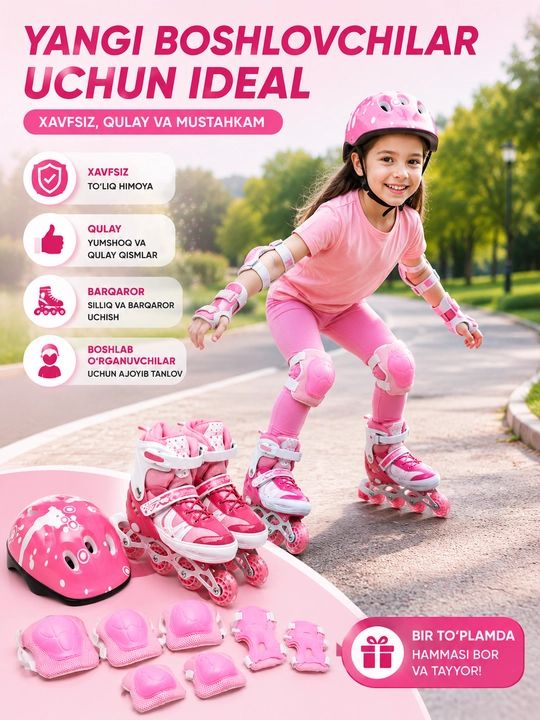 YANGI BOSHLOVCHILAR
UCHUN IDEAL
XAVFSIZ, QULAY VA MUSTAHKAM
XAVFSIZ
TO‘LIQ HIMOYA
QULAY
YUMSHOQ VA
QULAY QISMLAR
BARQAROR
SILLIQ VA BARQAROR
UCHISH
BOSHLAB
O‘RGANUVCHILAR
UCHUN AJOYIB TANLOV
BIR TO‘PLAMDA
HAMMASI BOR
VA TAYYOR!